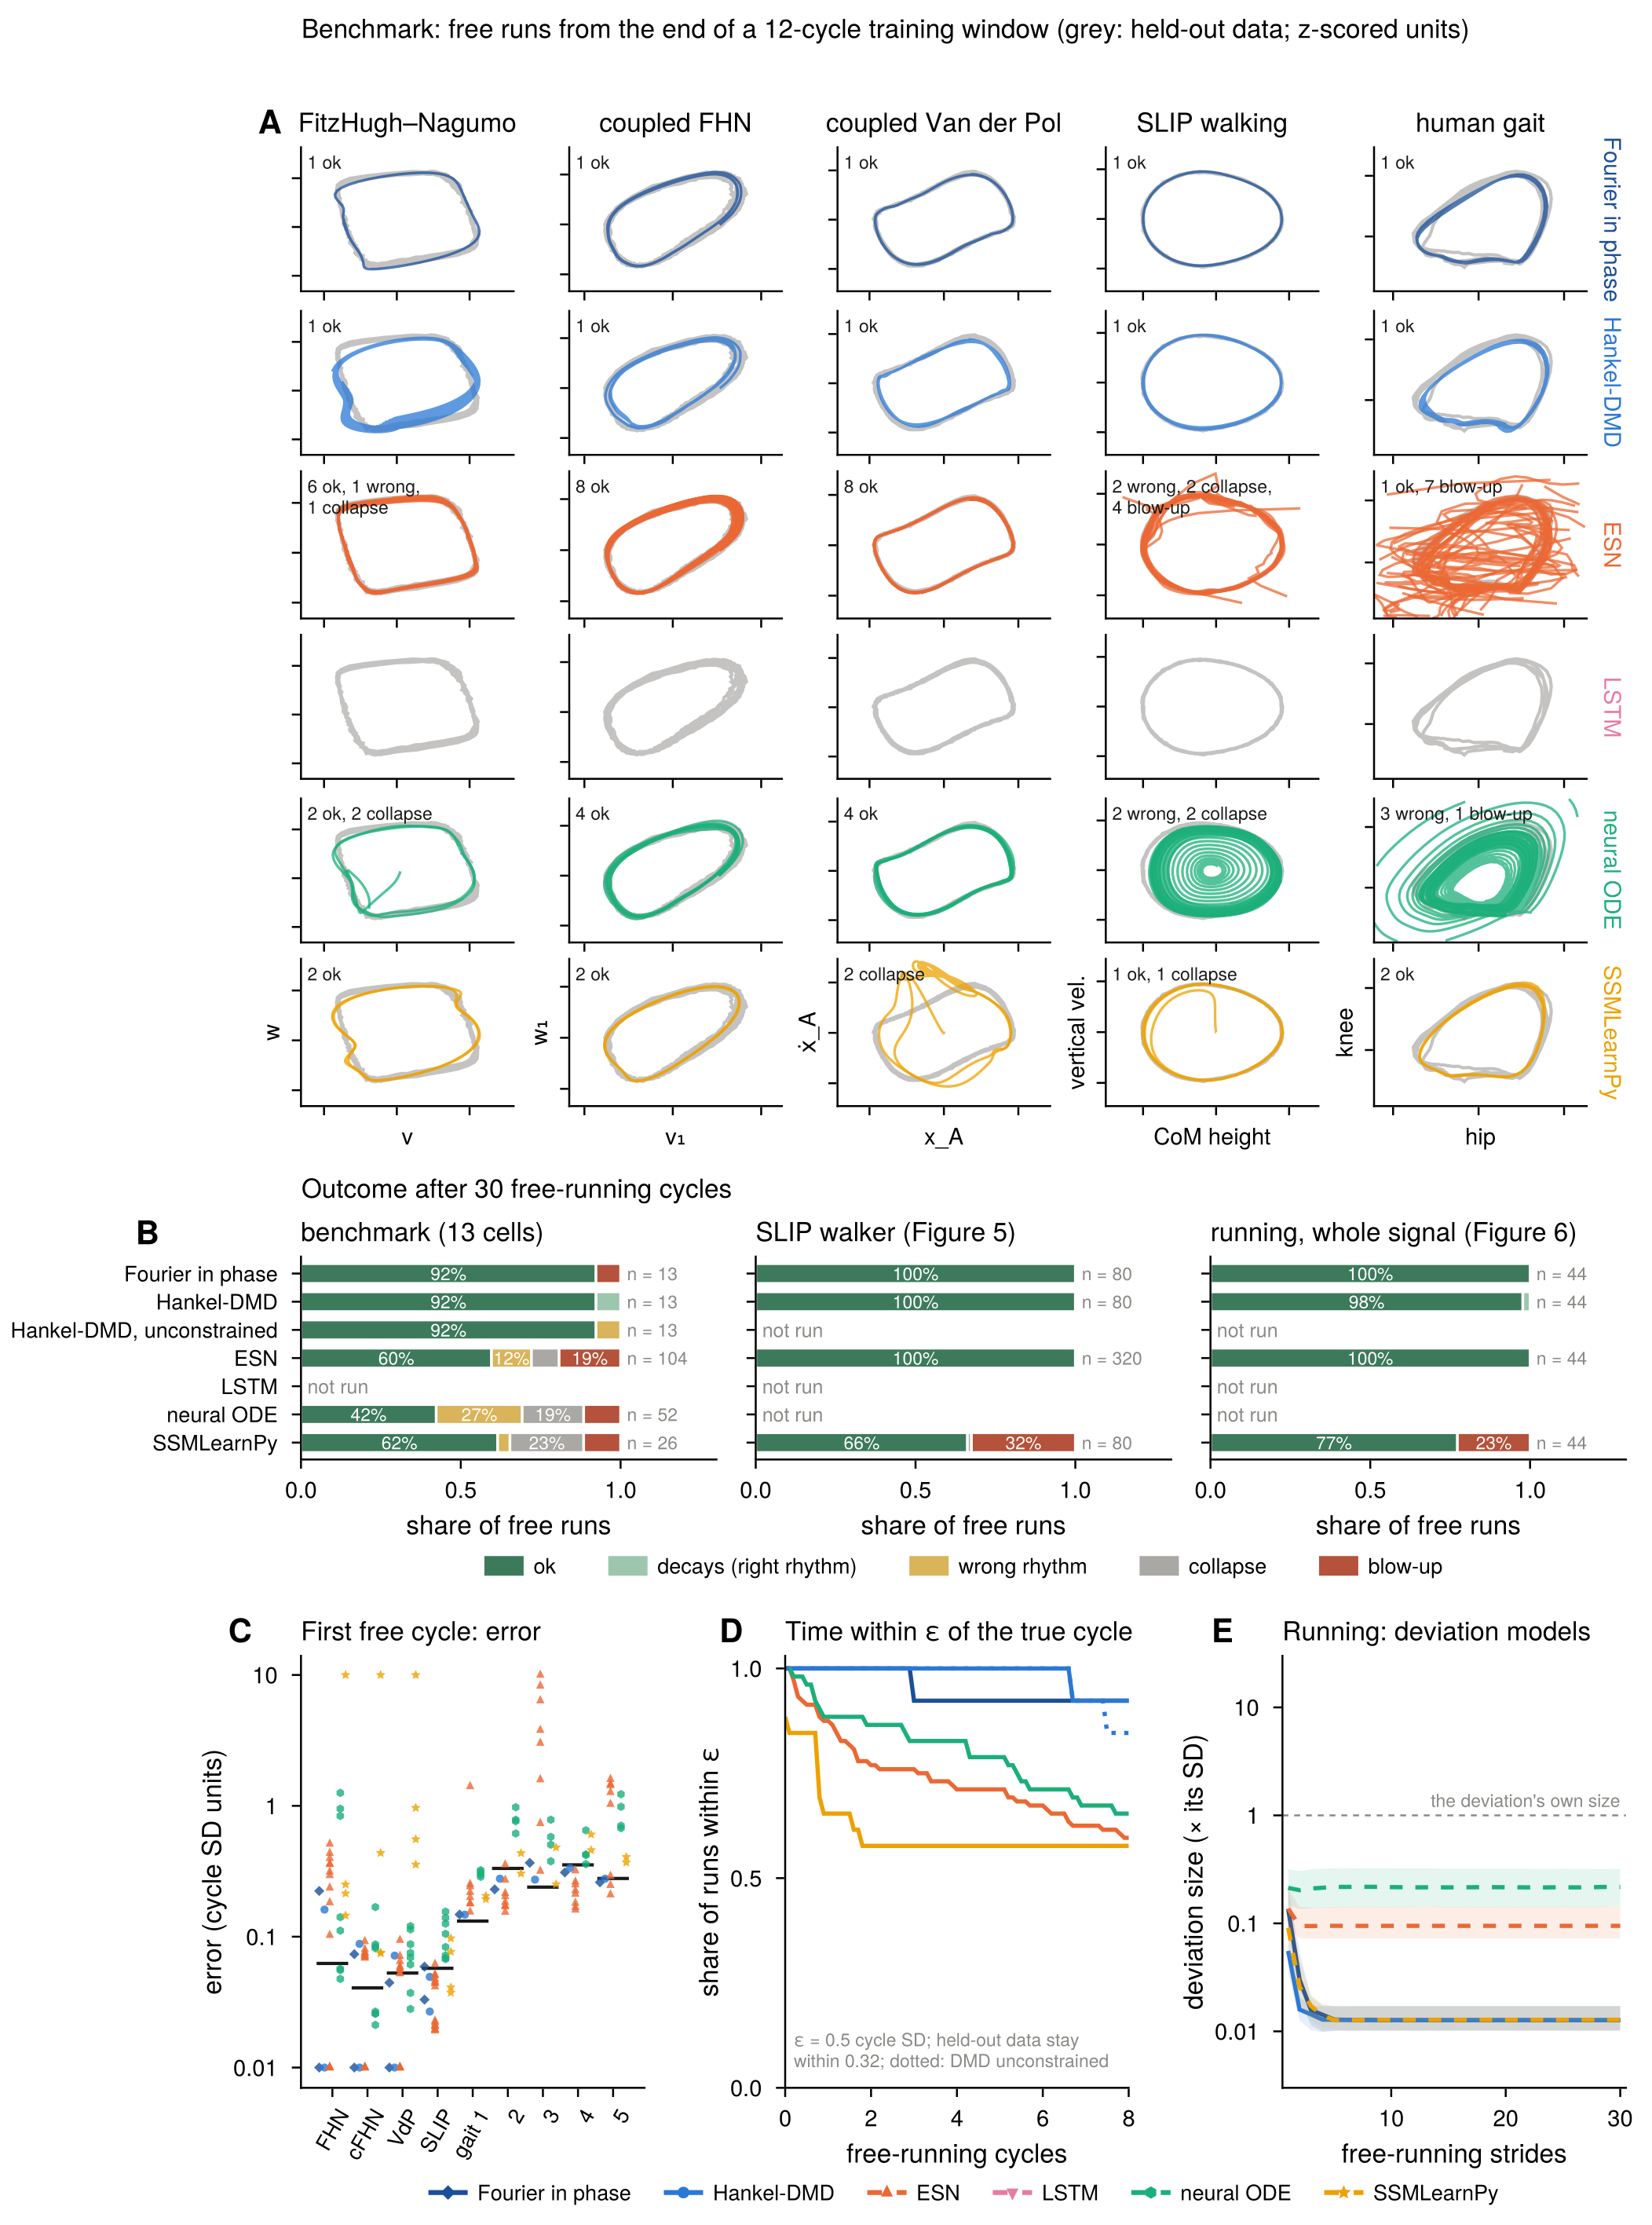 Benchmark: free runs from the end of a 12-cycle training window (grey: held-out data; z-scored units)
A
FitzHugh–Nagumo
coupled FHN
coupled Van der Pol
SLIP walking
human gait
1 ok
1 ok
1 ok
1 ok
1 ok
Fourier in phase
1 ok
1 ok
1 ok
1 ok
1 ok
Hankel-DMD
6 ok, 1 wrong,
1 collapse
8 ok
8 ok
2 wrong, 2 collapse,
4 blow-up
1 ok, 7 blow-up
ESN
LSTM
2 ok, 2 collapse
4 ok
4 ok
2 wrong, 2 collapse
3 wrong, 1 blow-up
neural ODE
2 ok
2 ok
2 collapse
1 ok, 1 collapse
2 ok
SSMLearnPy
w
w₁
ẋ_A
vertical vel.
knee
v
v₁
x_A
CoM height
hip
Outcome after 30 free-running cycles
B
benchmark (13 cells)
SLIP walker (Figure 5)
running, whole signal (Figure 6)
Fourier in phase
92%
n = 13
100%
n = 80
100%
n = 44
Hankel-DMD
92%
n = 13
100%
n = 80
98%
n = 44
Hankel-DMD, unconstrained
92%
n = 13
not run
not run
ESN
60%
12%
19%
n = 104
100%
n = 320
100%
n = 44
LSTM
not run
not run
not run
neural ODE
42%
27%
19%
n = 52
not run
not run
SSMLearnPy
62%
23%
n = 26
66%
32%
n = 80
77%
23%
n = 44
0.0
0.5
1.0
0.0
0.5
1.0
0.0
0.5
1.0
share of free runs
share of free runs
share of free runs
ok
decays (right rhythm)
wrong rhythm
collapse
blow-up
C
First free cycle: error
error (cycle SD units)
10
1
0.1
0.01
FHN
cFHN
VdP
SLIP
gait 1
2
3
4
5
D
Time within ε of the true cycle
share of runs within ε
1.0
0.5
0.0
ε = 0.5 cycle SD; held-out data stay
within 0.32; dotted: DMD unconstrained
0
2
4
6
8
free-running cycles
E
Running: deviation models
deviation size (× its SD)
10
1
0.1
0.01
the deviation's own size
10
20
30
free-running strides
Fourier in phase
Hankel-DMD
ESN
LSTM
neural ODE
SSMLearnPy